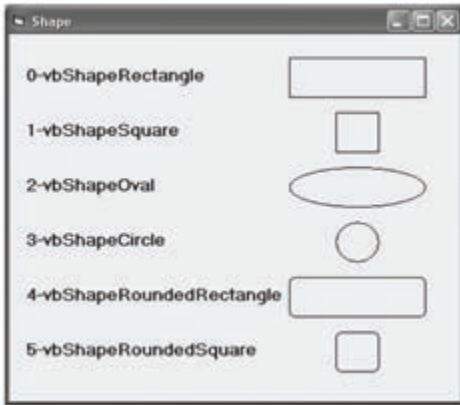 Shape
0-vbShapeRectangle
1-vbShapeSquare
2-vbShapeOval
3-vbShapeCircle
4-vbShapeRoundedRectangle
5-vbShapeRoundedSquare